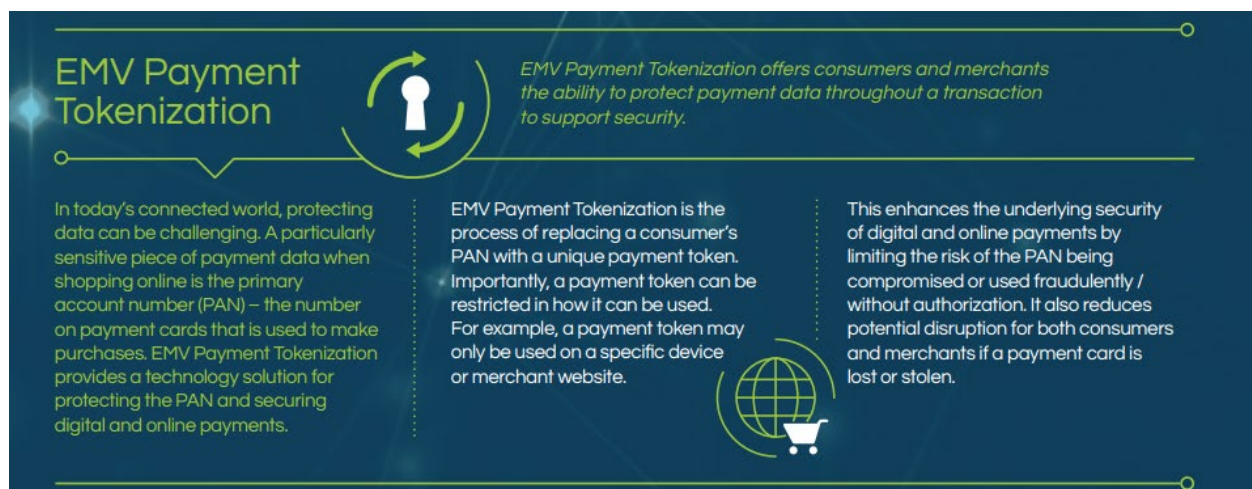 EMV Payment
Tokenization
EMV Payment Tokenization offers consumers and merchants
the ability to protect payment data throughout a transaction
to support security.
In today's connected world, protecting
data can be challenging. A particularly
sensitive piece of payment data when
shopping online is the primary
account number (PAN) – the number
on payment cards that is used to make
purchases. EMV Payment Tokenization
provides a technology solution for
protecting the PAN and securing
digital and online payments.
EMV Payment Tokenization is the
process of replacing a consumer's
PAN with a unique payment token.
Importantly, a payment token can be
restricted in how it can be used.
For example, a payment token may
only be used on a specific device
or merchant website.
This enhances the underlying security
of digital and online payments by
limiting the risk of the PAN being
compromised or used fraudulently /
without authorization. It also reduces
potential disruption for both consumers
and merchants if a payment card is
lost or stolen.